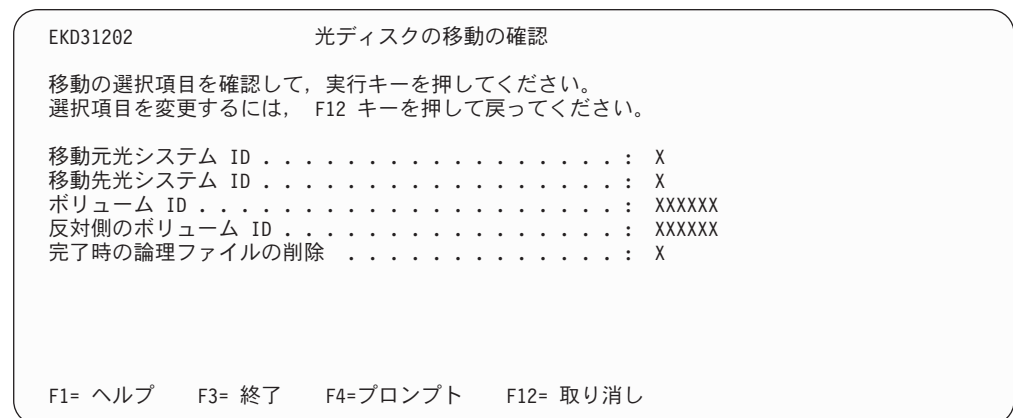 EKD31202 光ディスクの移動の確認
移動の選択項目を確認して, 実行キーを押してください。
選択項目を変更するには, F12 キーを押して戻ってください。
移動元光システム ID . . . . . . . . . . . . . . . . . : X
移動先光システム ID . . . . . . . . . . . . . . . . . : X
ボリューム ID . . . . . . . . . . . . . . . . . . . . : XXXXXX
反対側のボリューム ID . . . . . . . . . . . . . . . . : XXXXXX
完了時の論理ファイルの削除 . . . . . . . . . . . . . : X
F1= ヘルプ F3= 終了 F4=プロンプト F12= 取り消し